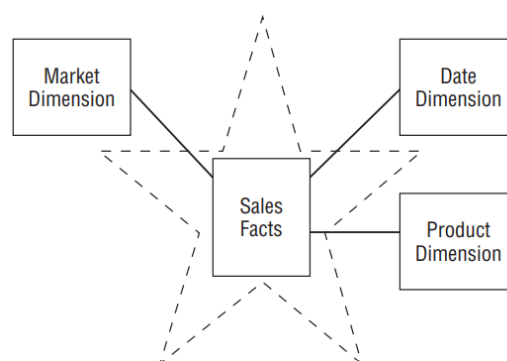 Market
Dimension
Date
Dimension
Sales
Facts
Product
Dimension